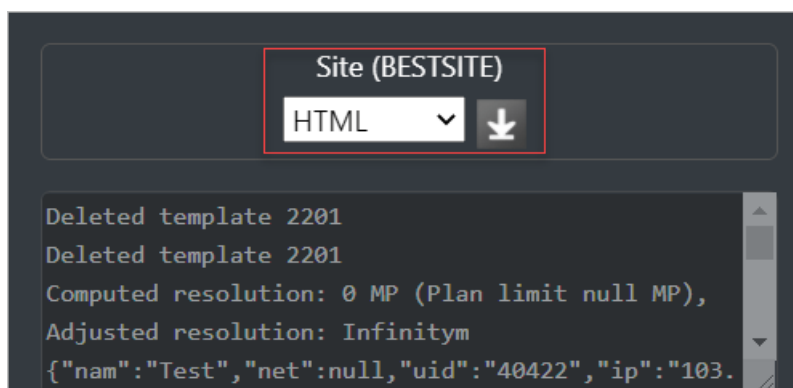 Site (BESTSITE)
HTML
Deleted template 2201
Deleted template 2201
Computed resolution: 0 MP (Plan limit null MP),
Adjusted resolution: Infinitym
{"nam":"Test","net":null,"uid":"40422","ip":"103.